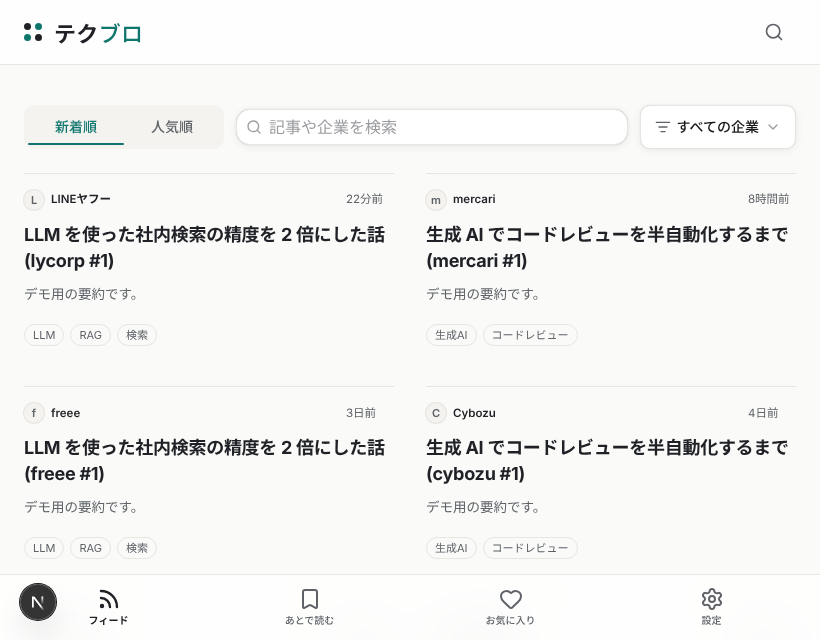 テクブロ
新着順
人気順
記事や企業を検索
すべての企業
L LINEヤフー 22分前
LLM を使った社内検索の精度を 2 倍にした話
(lycorp #1)
デモ用の要約です。
LLM RAG 検索
m mercari 8時間前
生成 AI でコードレビューを半自動化するまで
(mercari #1)
デモ用の要約です。
生成AI コードレビュー
f freee 3日前
LLM を使った社内検索の精度を 2 倍にした話
(freee #1)
デモ用の要約です。
LLM RAG 検索
C Cybozu 4日前
生成 AI でコードレビューを半自動化するまで
(cybozu #1)
デモ用の要約です。
生成AI コードレビュー
N
フィード
あとで読む
お気に入り
設定